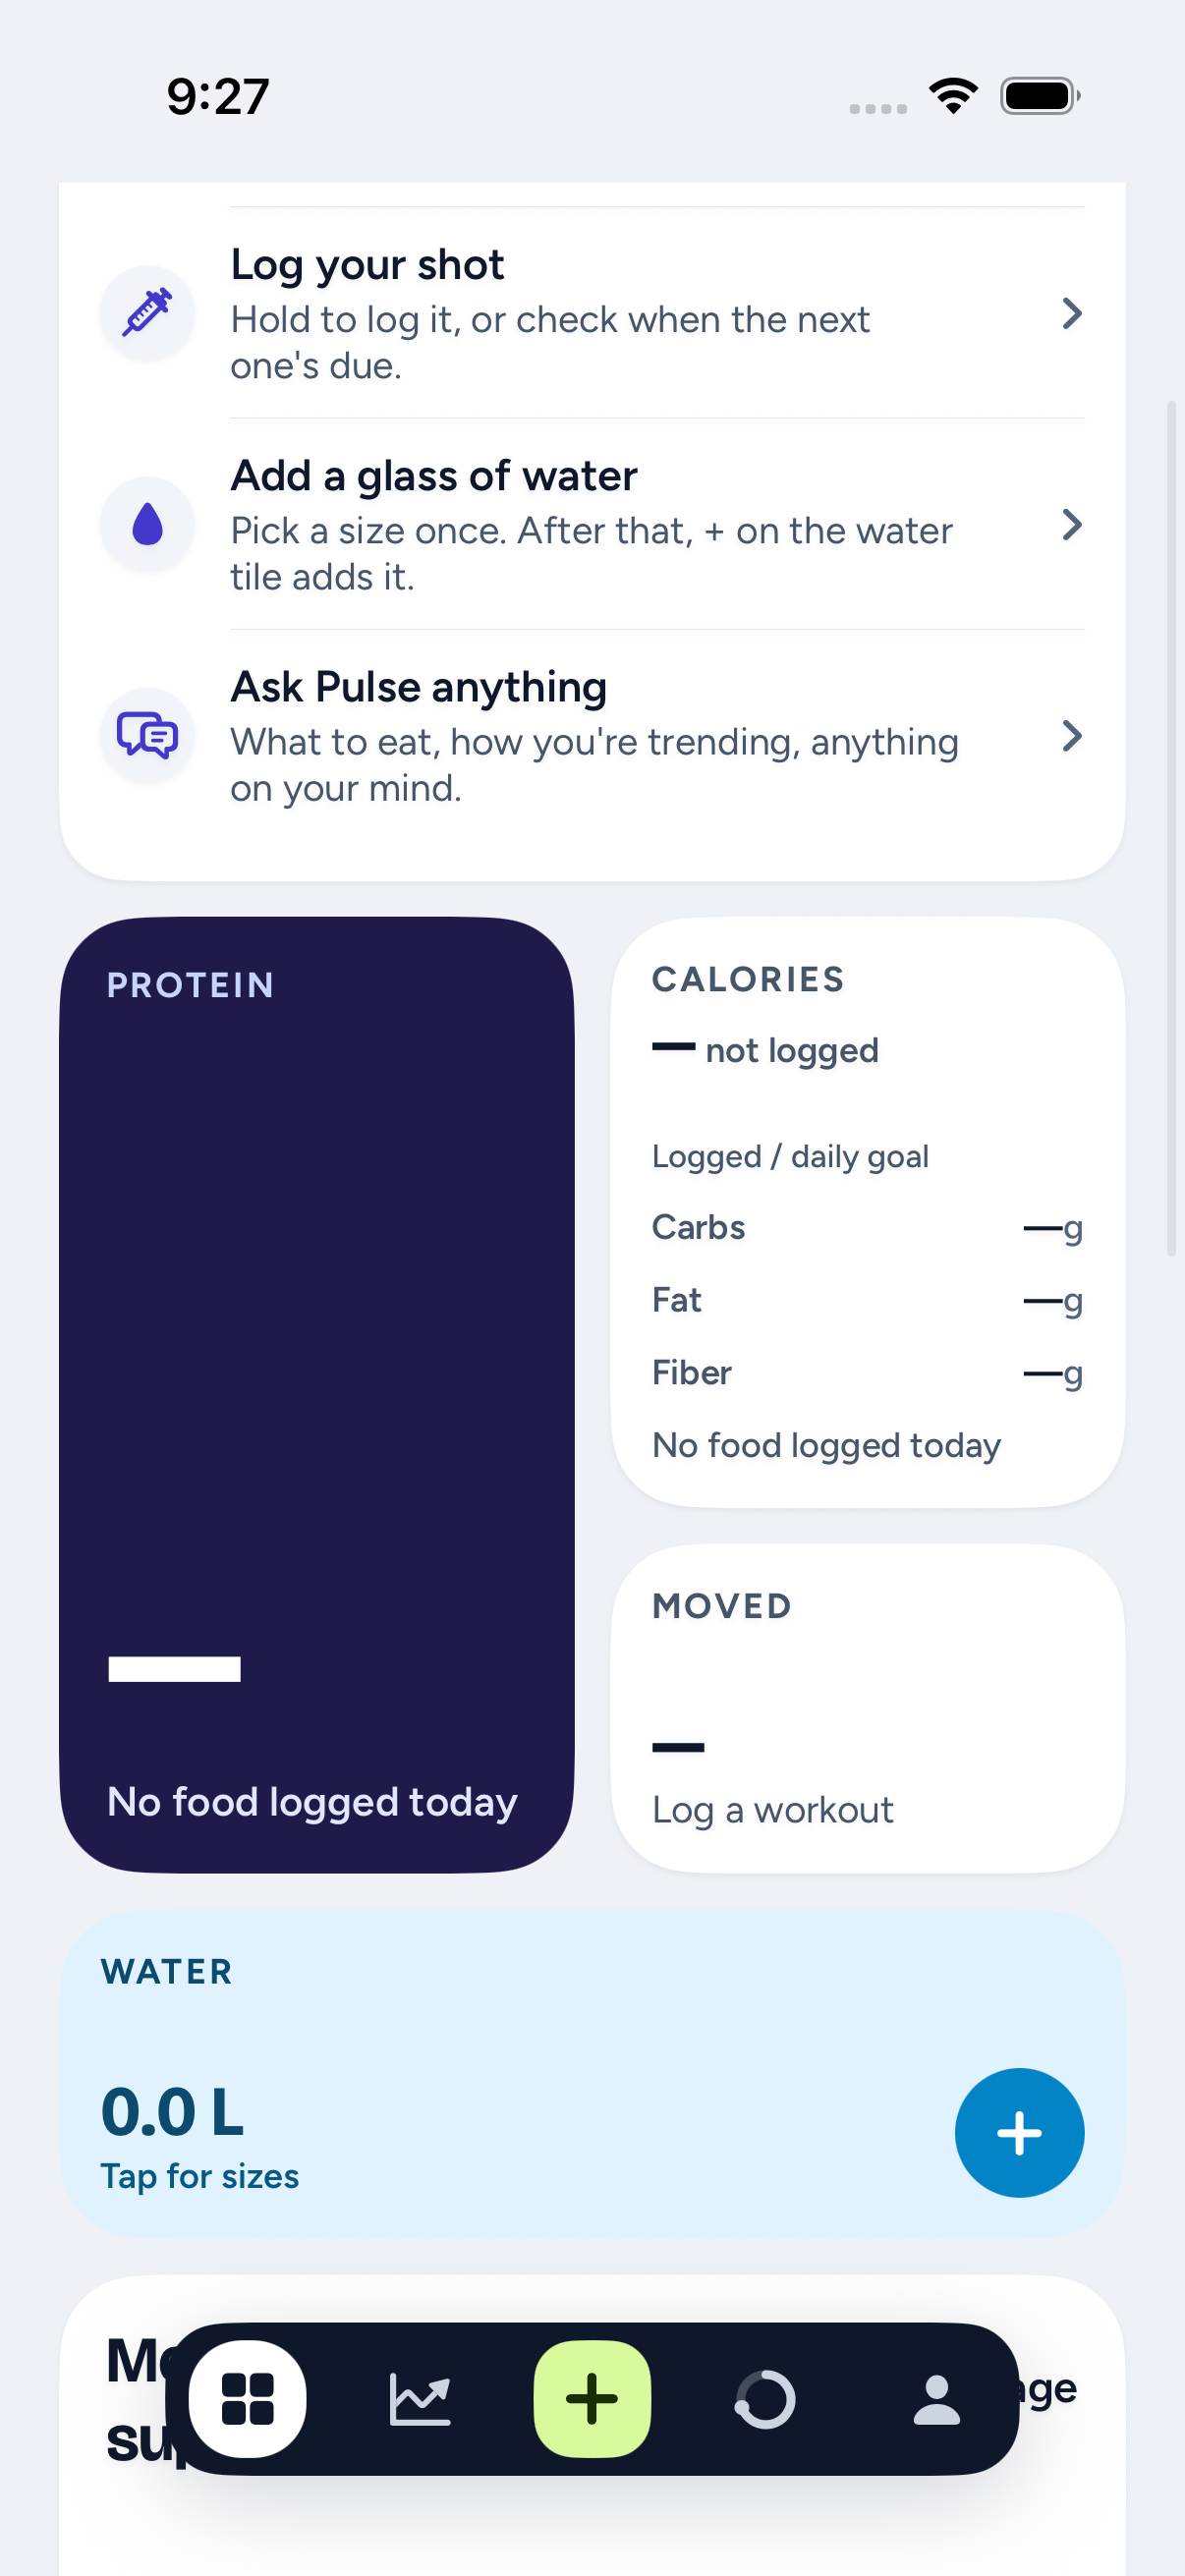 9:27
Log your shot
Hold to log it, or check when the next
one's due.
Add a glass of water
Pick a size once. After that, + on the water
tile adds it.
Ask Pulse anything
What to eat, how you're trending, anything
on your mind.
PROTEIN
—
No food logged today
CALORIES
— not logged
Logged / daily goal
Carbs —g
Fat —g
Fiber —g
No food logged today
MOVED
—
Log a workout
WATER
0.0 L
Tap for sizes